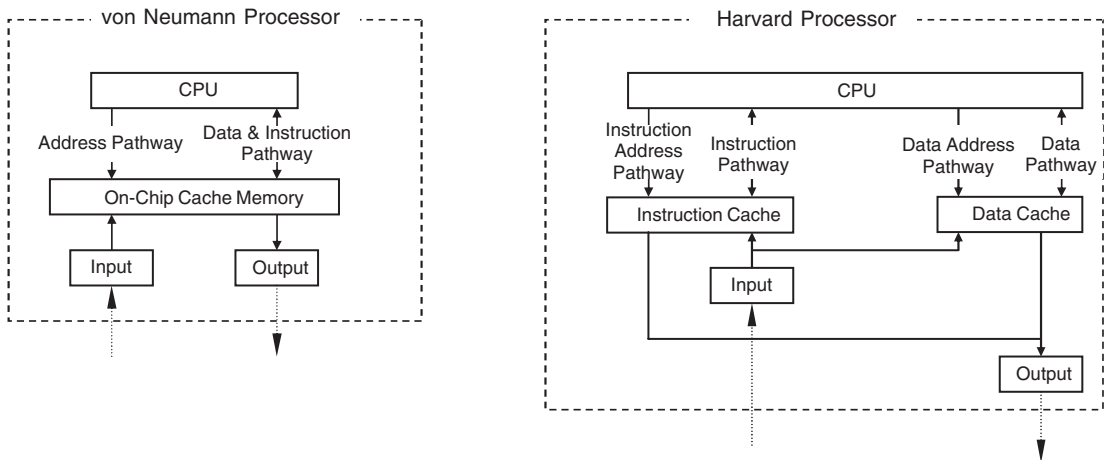 von Neumann Processor
CPU
Address Pathway
Data & Instruction
Pathway
On-Chip Cache Memory
Input
Output
Harvard Processor
CPU
Instruction
Address
Pathway
Instruction
Pathway
Data Address
Pathway
Data
Pathway
Instruction Cache
Data Cache
Input
Output